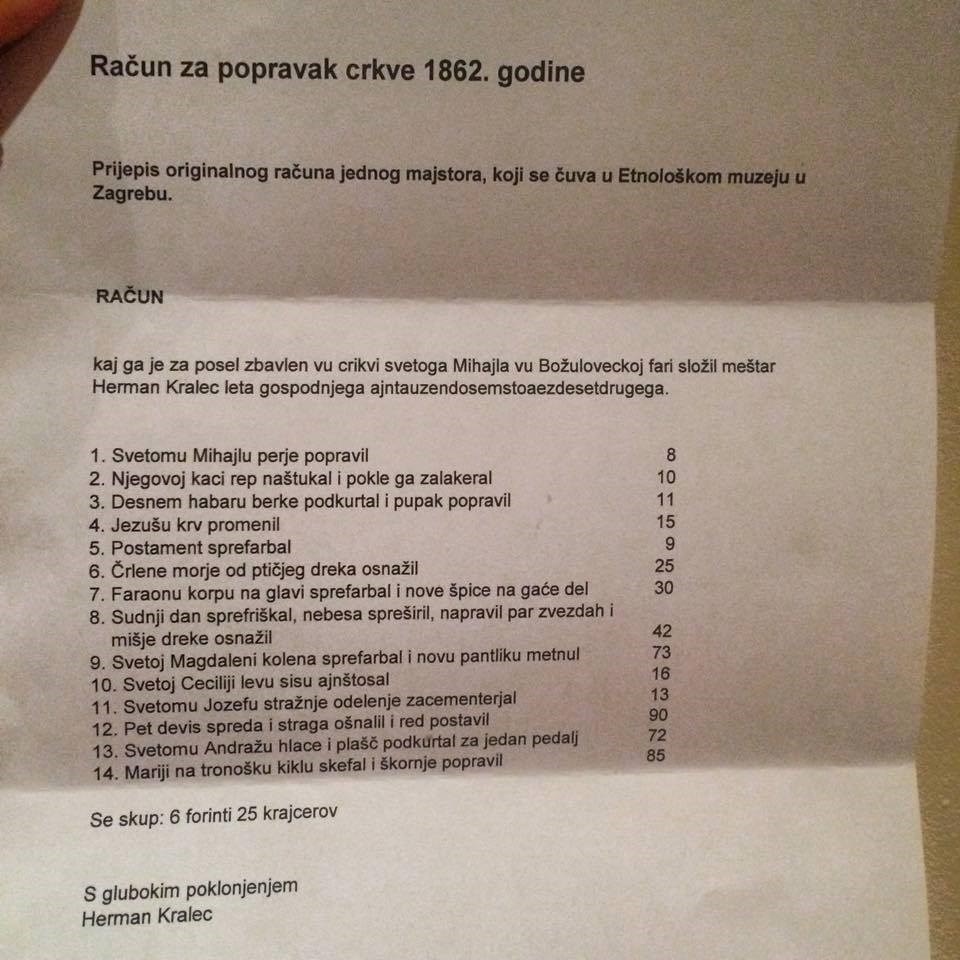 Račun za popravak crkve 1862. godine
Prijepis originalnog računa jednog majstora, koji se čuva u Etnološkom muzeju u
Zagrebu.
RAČUN
kaj ga je za posel zbavlen vu crikvi svetoga Mihajla vu Božuloveckoj fari složil meštar
Herman Kralec leta gospodnjega ajntauzendosemstoaezdesetdrugega.
1. Svetomu Mihajlu perje popravil 8
2. Njegovoj kaci rep naštukal i pokle ga zalakeral 10
3. Desnem habaru berke podkurtal i pupak popravil 11
4. Jezušu krv promenil 15
5. Postament sprefarbal 9
6. Črlene morje od ptičjeg dreka osnažil 25
7. Faraonu korpu na glavi sprefarbal i nove špice na gaće del 30
8. Sudnji dan sprefriškal, nebesa spreširil, napravil par zvezdah i
mišje dreke osnažil 42
9. Svetoj Magdaleni kolena sprefarbal i novu pantliku metnul 73
10. Svetoj Ceciliji levu sisu ajnštosal 16
11. Svetomu Jozefu stražnje odelenje zacementerjal 13
12. Pet devis spreda i straga ošnalil i red postavil 90
13. Svetomu Andražu hlace i plašč podkurtal za jedan pedalj 72
14. Mariji na tronošku kiklu skefal i škornje popravil 85
Se skup: 6 forinti 25 krajcerov
S glubokim poklonjenjem
Herman Kralec